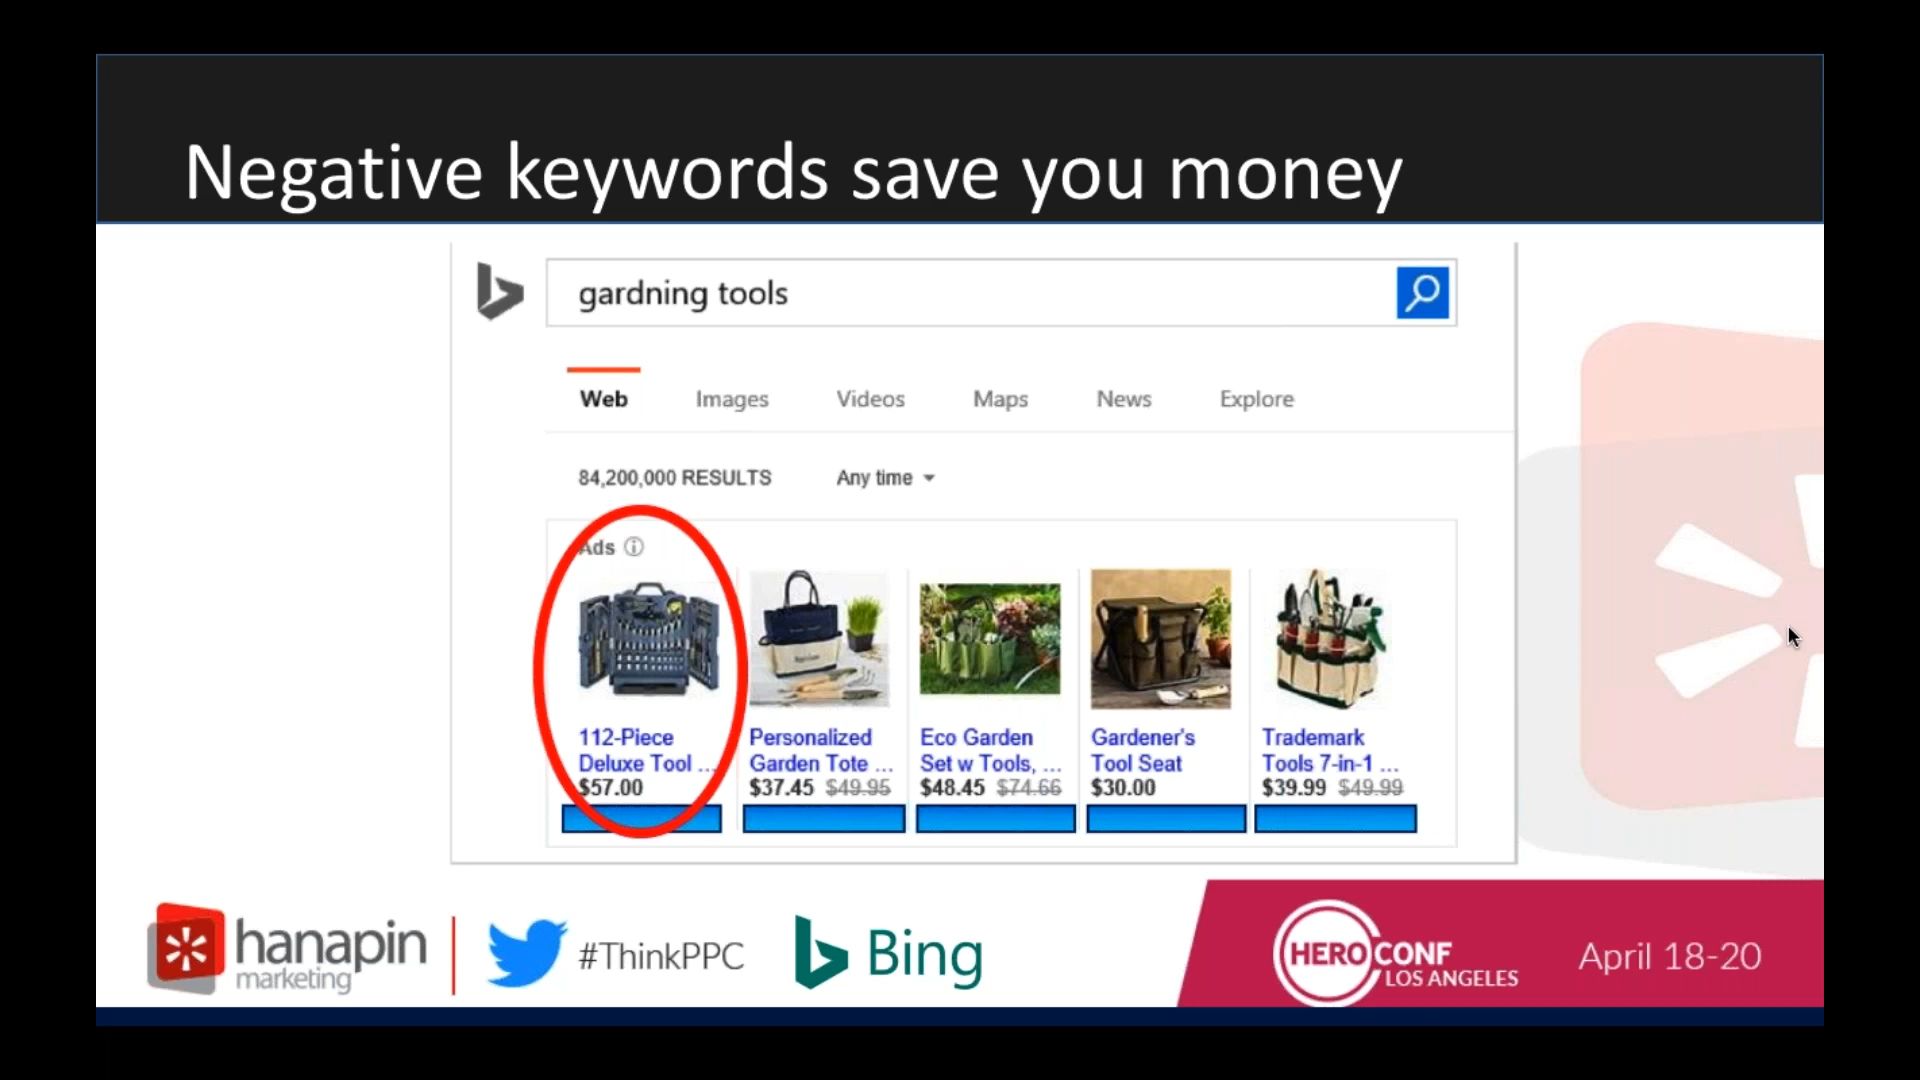 Negative keywords save you money
gardning tools
Web Images Videos Maps News Explore
84,200,000 RESULTS Any time
Ads
112-Piece
Deluxe Tool ...
$57.00
Personalized
Garden Tote ...
$37.45 $49.95
Eco Garden
Set w Tools, ...
$48.45 $74.66
Gardener's
Tool Seat
$30.00
Trademark
Tools 7-in-1 ...
$39.99 $49.99
hanapin
marketing
#ThinkPPC
Bing
HEROCONF
LOS ANGELES
April 18-20